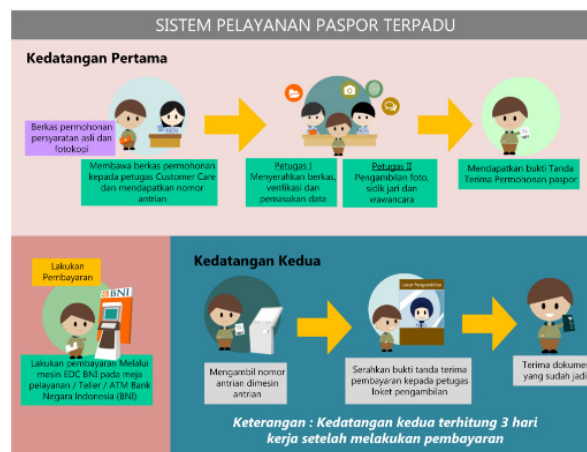 SISTEM PELAYANAN PASPOR TERPADU
Kedatangan Pertama
Berkas permohonan
persyaratan asli dan
fotokopi
Membawa berkas permohonan
kepada petugas Customer Care
dan mendapatkan nomor
antrian
Petugas I
Menyerahkan berkas,
verifikasi dan
pemasukan data
Petugas II
Pengambilan foto,
sidik jari dan
wawancara
Mendapatkan bukti Tanda
Terima Permohonan paspor
Lakukan
Pembayaran
BNI
Lakukan pembayaran Melalui
mesin EDC BNI pada meja
pelayanan / Teller / ATM Bank
Negara Indonesia (BNI)
Kedatangan Kedua
Mengambil nomor
antrian dimesin
antrian
Loket Pengambilan
Serahkan bukti tanda terima
pembayaran kepada petugas
loket pengambilan
Terima dokumen
yang sudah jadi
Keterangan : Kedatangan kedua terhitung 3 hari
kerja setelah melakukan pembayaran